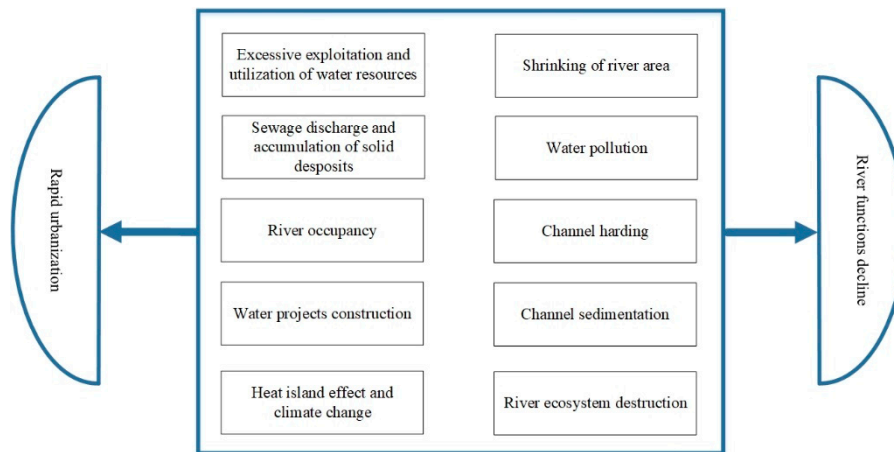 Rapid urbanization
Excessive exploitation and
utilization of water resources
Sewage discharge and
accumulation of solid
desposits
River occupancy
Water projects construction
Heat island effect and
climate change
Shrinking of river area
Water pollution
Channel harding
Channel sedimentation
River ecosystem destruction
River functions decline